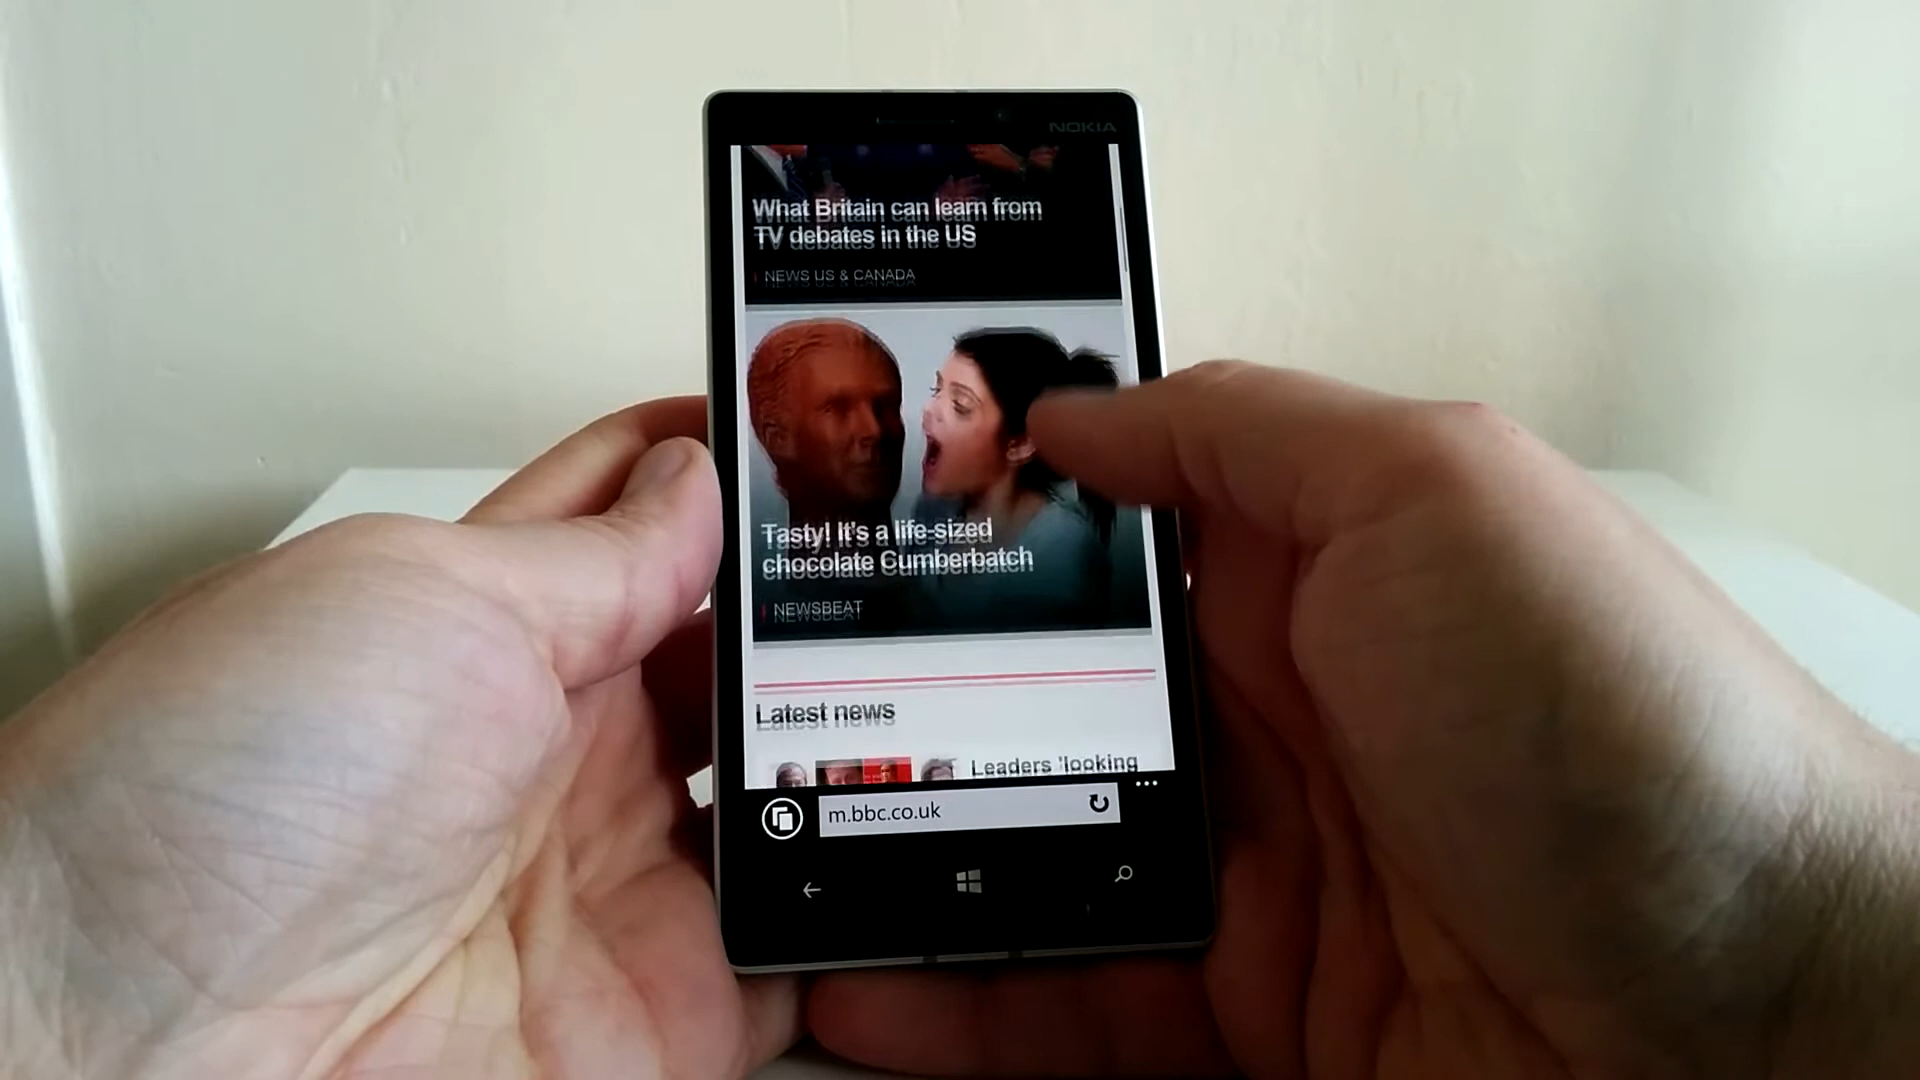 NOKIA
What Britain can learn from
TV debates in the US
NEWS US & CANADA
Tasty! It's a life-sized
chocolate Cumberbatch
NEWSBEAT
Latest news
Leaders 'looking
m.bbc.co.uk